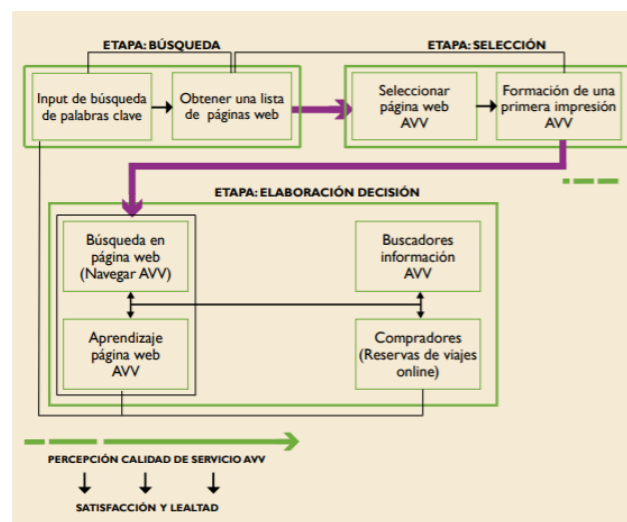 ETAPA: BÚSQUEDA
ETAPA: SELECCIÓN
Input de búsqueda
de palabras clave
Obtener una lista
de páginas web
Seleccionar
página web
AVV
Formación de una
primera impresión
AVV
ETAPA: ELABORACIÓN DECISIÓN
Búsqueda en
página web
(Navegar AVV)
Buscadores
información
AVV
Aprendizaje
página web
AVV
Compradores
(Reservas de viajes
online)
PERCEPCIÓN CALIDAD DE SERVICIO AVV
SATISFACCIÓN Y LEALTAD